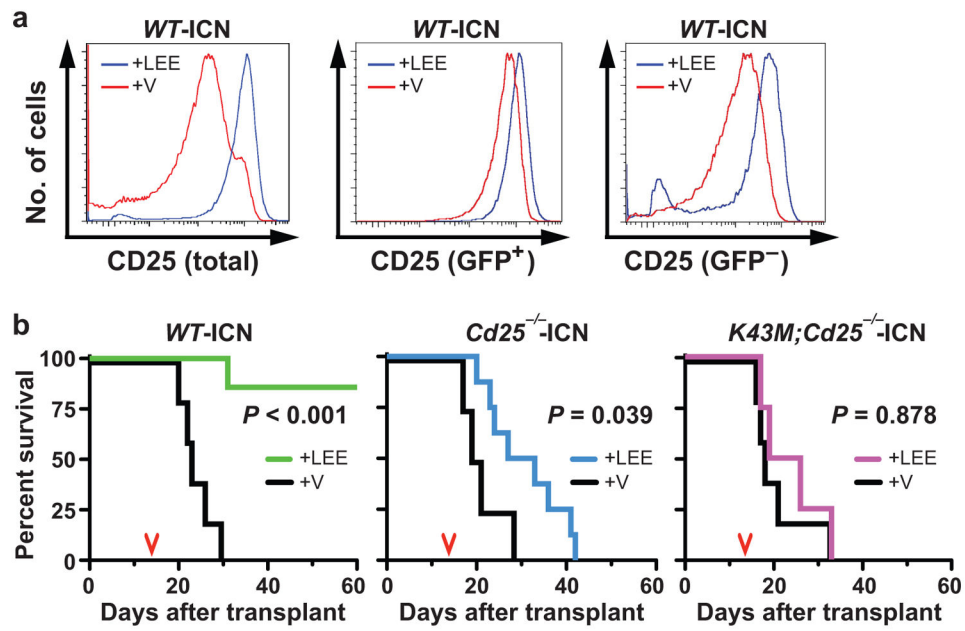 a
WT-ICN
WT-ICN
WT-ICN
+LEE
+V
+LEE
+V
+LEE
+V
No. of cells
CD25 (total)
CD25 (GFP⁺)
CD25 (GFP⁻)
b
WT-ICN
Cd25⁻/⁻-ICN
K43M;Cd25⁻/⁻-ICN
Percent survival
100
75
50
25
0
P < 0.001
P = 0.039
P = 0.878
+LEE
+V
+LEE
+V
+LEE
+V
0 20 40 60
0 20 40 60
0 20 40 60
Days after transplant
Days after transplant
Days after transplant